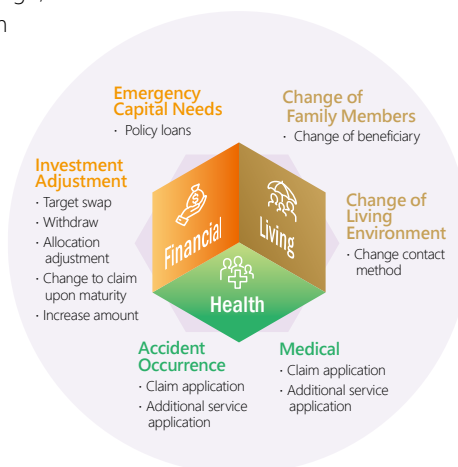 Emergency
Capital Needs
· Policy loans
Change of
Family Members
· Change of beneficiary
Investment
Adjustment
· Target swap
· Withdraw
· Allocation
adjustment
· Change to claim
upon maturity
· Increase amount
Change of
Living
Environment
· Change contact
method
Financial
Living
Health
Accident
Occurrence
· Claim application
· Additional service
application
Medical
· Claim application
· Additional service
application